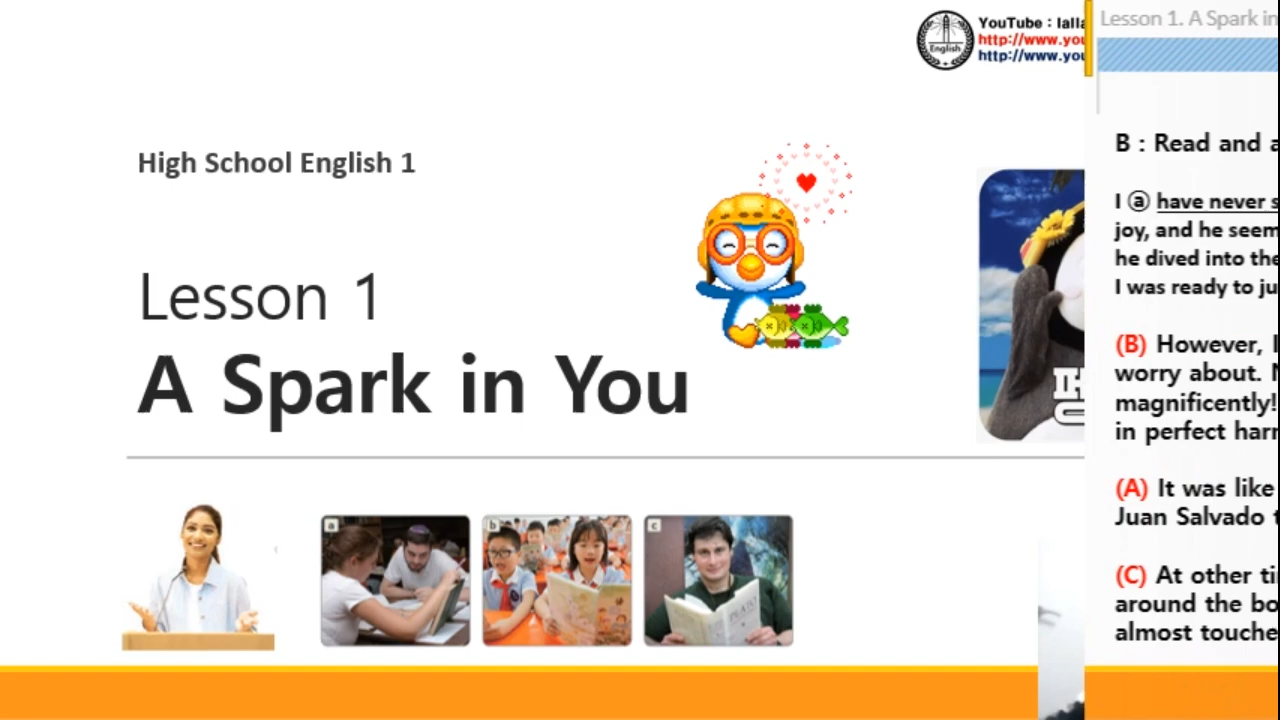 English
YouTube : lalla
http://www.you
http://www.you
High School English 1
Lesson 1
A Spark in You
a
b
c
Lesson 1. A Spark in
B : Read and a
I ⓐ have never s
joy, and he seem
he dived into the
I was ready to ju
(B) However, I
worry about. N
magnificently!
in perfect harr
(A) It was like
Juan Salvado t
(C) At other ti
around the bo
almost touche